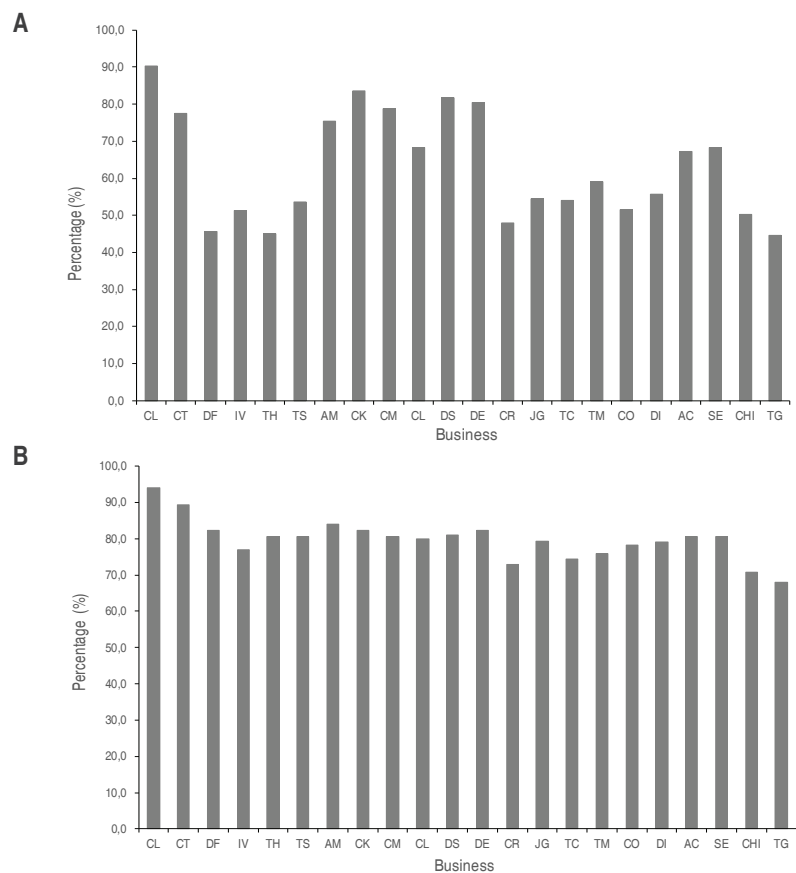 A
100,0
90,0
80,0
70,0
60,0
50,0
40,0
30,0
20,0
10,0
0,0
Percentage (%)
CL CT DF IV TH TS AM CK CM CL DS DE CR JG TC TM CO DI AC SE CHI TG
Business
B
100,0
90,0
80,0
70,0
60,0
50,0
40,0
30,0
20,0
10,0
0,0
Percentage (%)
CL CT DF IV TH TS AM CK CM CL DS DE CR JG TC TM CO DI AC SE CHI TG
Business